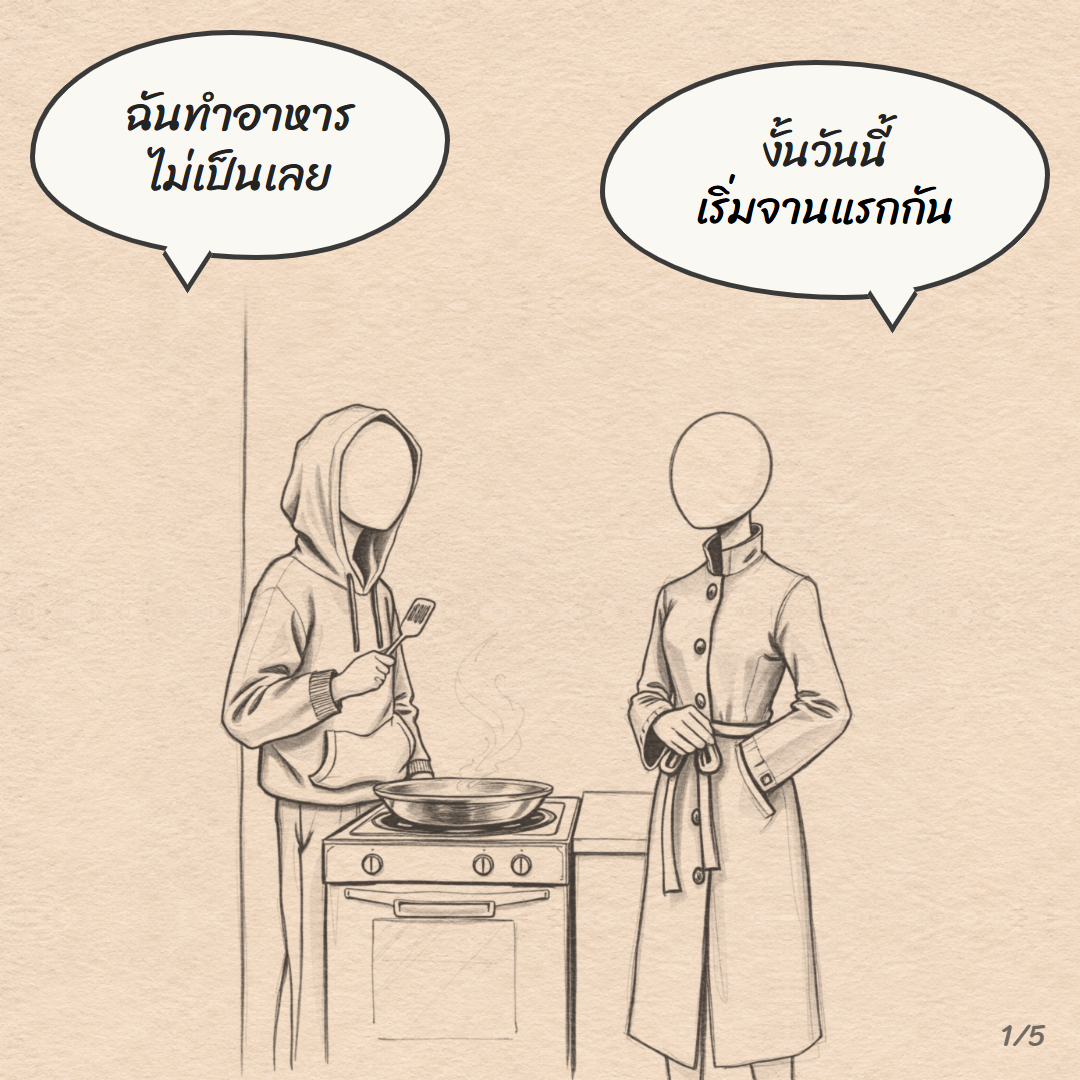 ฉันทำอาหาร
ไม่เป็นเลย
งั้นวันนี้
เริ่มจานแรกกัน
1/5